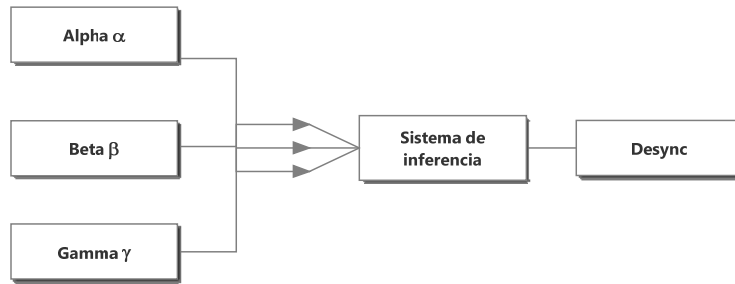 Alpha α
Beta β
Gamma γ
Sistema de
inferencia
Desync